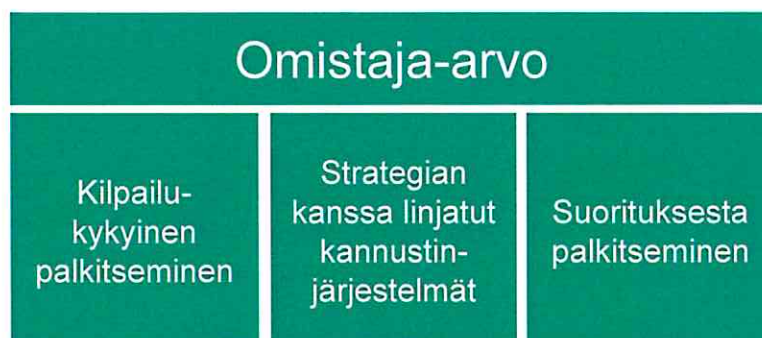 Omistaja-arvo
Kilpailu-
kykyinen
palkitseminen
Strategian
kanssa linjatut
kannustin-
järjestelmät
Suorituksesta
palkitseminen